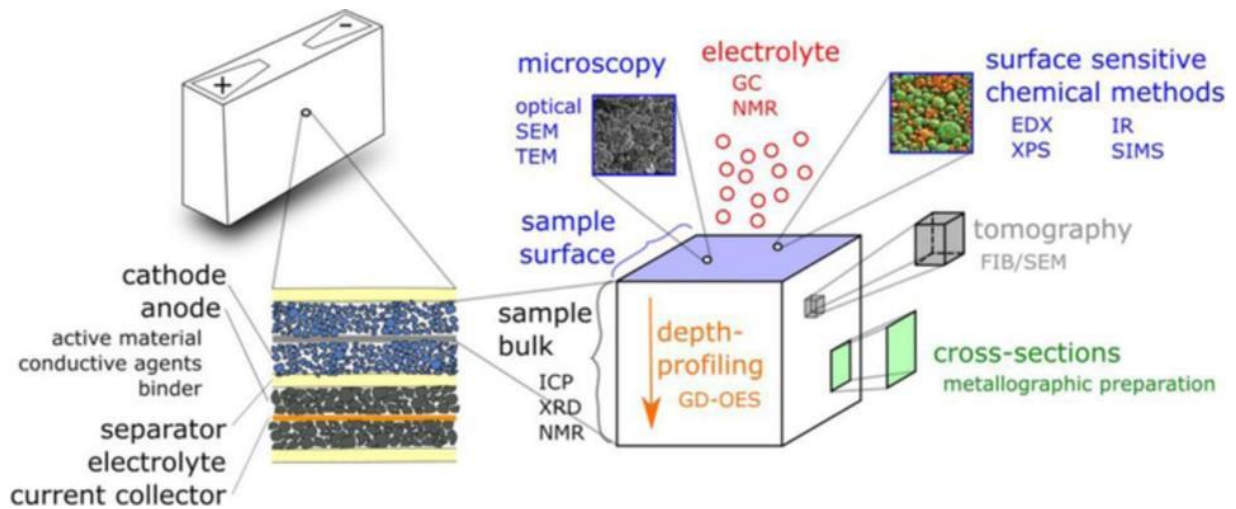 +
-
microscopy
optical
SEM
TEM
electrolyte
GC
NMR
surface sensitive
chemical methods
EDX IR
XPS SIMS
sample
surface
tomography
FIB/SEM
cathode
anode
active material
conductive agents
binder
separator
electrolyte
current collector
sample
bulk
ICP
XRD
NMR
depth-
profiling
GD-OES
cross-sections
metallographic preparation